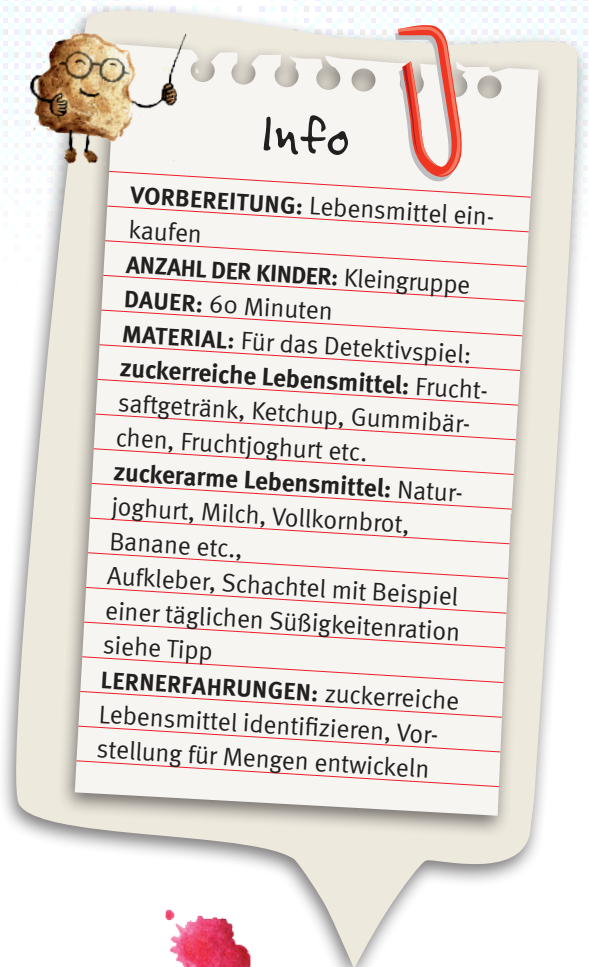 Info
VORBEREITUNG: Lebensmittel ein-
kaufen
ANZAHL DER KINDER: Kleingruppe
DAUER: 60 Minuten
MATERIAL: Für das Detektivspiel:
zuckerreiche Lebensmittel: Frucht-
saftgetränk, Ketchup, Gummibär-
chen, Fruchtjoghurt etc.
zuckerarme Lebensmittel: Natur-
joghurt, Milch, Vollkornbrot,
Banane etc.,
Aufkleber, Schachtel mit Beispiel
einer täglichen Süßigkeitenration
siehe Tipp
LERNERFAHRUNGEN: zuckerreiche
Lebensmittel identifizieren, Vor-
stellung für Mengen entwickeln